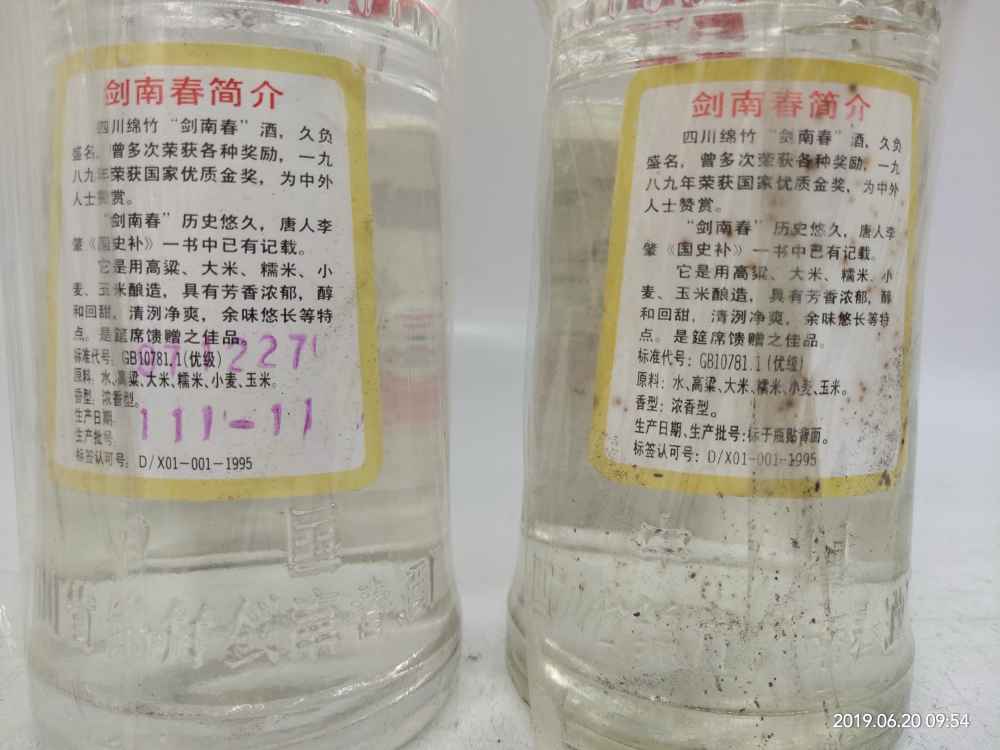 剑南春简介
四川绵竹“剑南春”酒，久负
盛名，曾多次荣获各种奖励，一九
八九年荣获国家优质金奖，为中外
人士赞赏。
“剑南春”历史悠久，唐人李
肇《国史补》一书中已有记载。
它是用高粱、大米、糯米、小
麦、玉米酿造，具有芳香浓郁，醇
和回甜，清洌净爽，余味悠长等特
点。是筵席馈赠之佳品。
标准代号：GB10781.1(优级)
原料：水、高粱、大米、糯米、小麦、玉米。
香型：浓香型。
生产日期
生产批号
111-11
标签认可号：D/X01-001-1995
剑南春简介
四川绵竹“剑南春”酒，久负
盛名，曾多次荣获各种奖励，一九
八九年荣获国家优质金奖，为中外
人士赞赏。
“剑南春”历史悠久，唐人李
肇《国史补》一书中已有记载。
它是用高粱、大米、糯米、小
麦、玉米酿造，具有芳香浓郁，醇
和回甜，清洌净爽，余味悠长等特
点。是筵席馈赠之佳品。
标准代号：GB10781.1(优级)
原料：水、高粱、大米、糯米、小麦、玉米。
香型：浓香型。
生产日期、生产批号：标于瓶贴背面。
标签认可号：D/X01-001-1995
2019.06.20 09:54